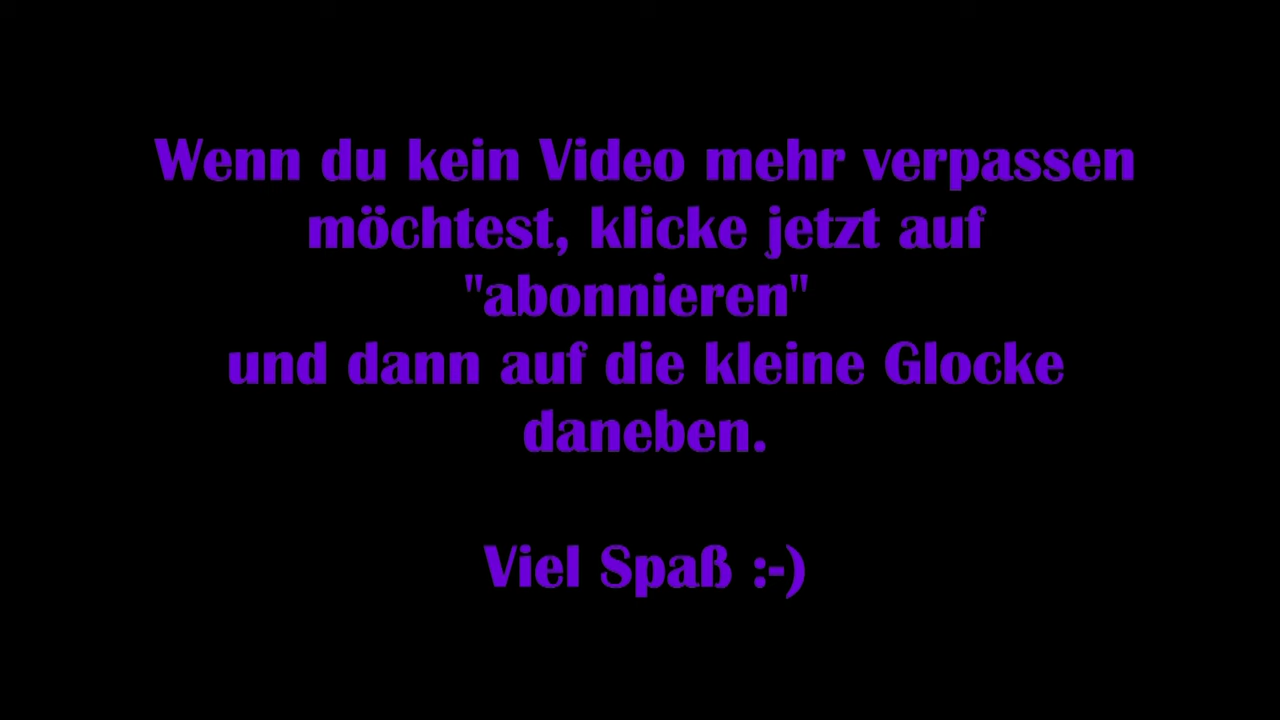 Wenn du kein Video mehr verpassen
möchtest, klicke jetzt auf
"abonnieren"
und dann auf die kleine Glocke
daneben.
Viel Spaß :-)